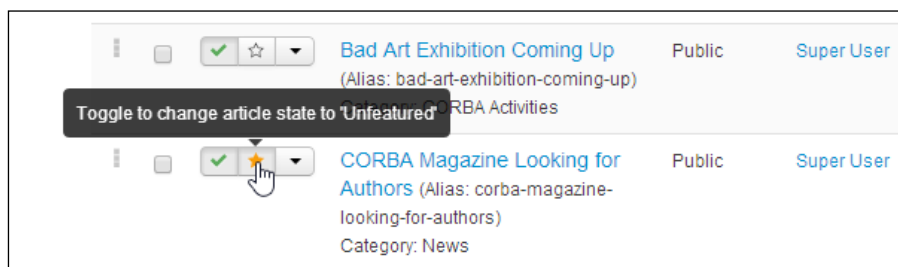 Bad Art Exhibition Coming Up
Public
Super User
(Alias: bad-art-exhibition-coming-up)
Category: CORBA Activities
Toggle to change article state to 'Unfeatured'
CORBA Magazine Looking for
Public
Super User
Authors (Alias: corba-magazine-
looking-for-authors)
Category: News